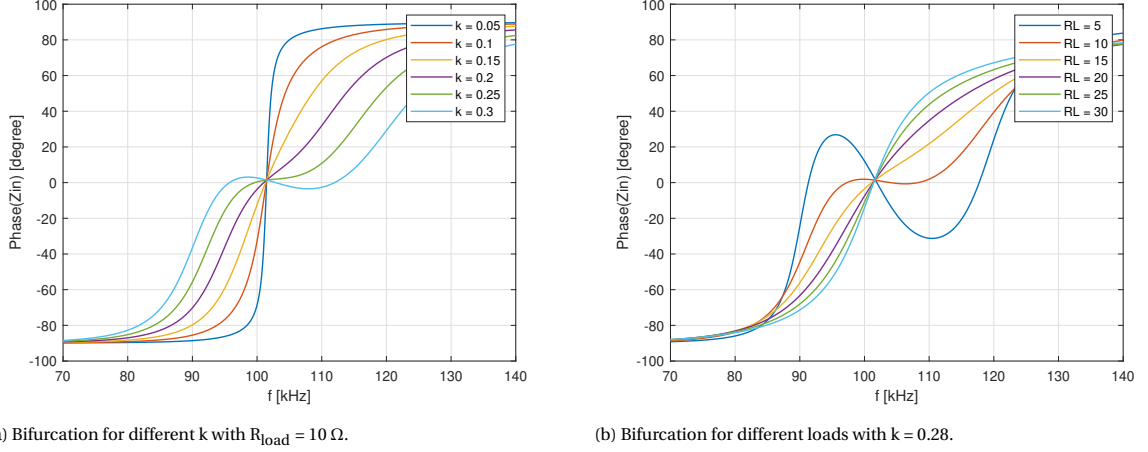 100
80
60
40
20
0
-20
-40
-60
-80
-100
Phase(Zin) [degree]
70 80 90 100 110 120 130 140
f [kHz]
k = 0.05
k = 0.1
k = 0.15
k = 0.2
k = 0.25
k = 0.3
) Bifurcation for different k with Rload = 10 Ω.
100
80
60
40
20
0
-20
-40
-60
-80
-100
Phase(Zin) [degree]
70 80 90 100 110 120 130 140
f [kHz]
RL = 5
RL = 10
RL = 15
RL = 20
RL = 25
RL = 30
(b) Bifurcation for different loads with k = 0.28.